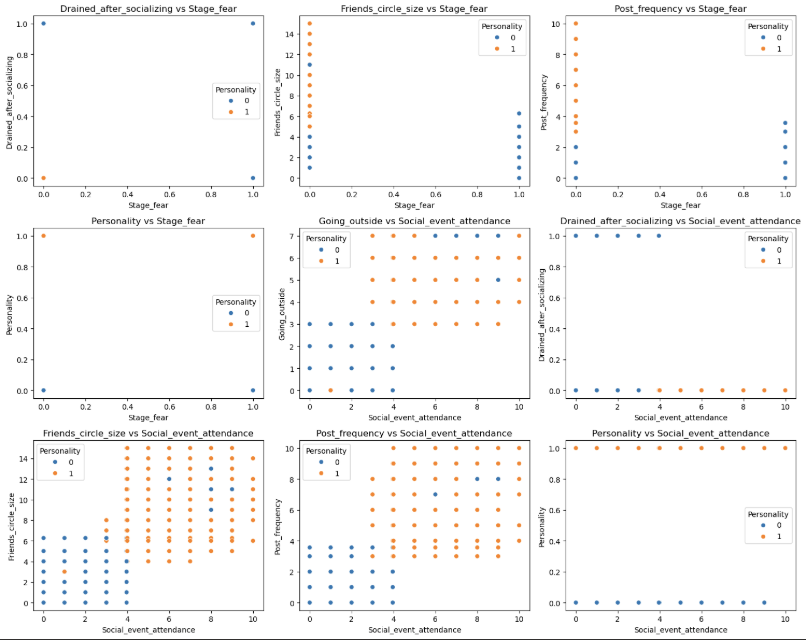 Drained_after_socializing vs Stage_fear
Friends_circle_size vs Stage_fear
Post_frequency vs Stage_fear
Drained_after_socializing
1.0
0.8
0.6
0.4
0.2
0.0
Personality
0
1
0.0 0.2 0.4 0.6 0.8 1.0
Stage_fear
Friends_circle_size
14
12
10
8
6
4
2
0
Personality
0
1
0.0 0.2 0.4 0.6 0.8 1.0
Stage_fear
Post_frequency
10
8
6
4
2
0
Personality
0
1
0.0 0.2 0.4 0.6 0.8 1.0
Stage_fear
Personality vs Stage_fear
Going_outside vs Social_event_attendance
Drained_after_socializing vs Social_event_attendance
Personality
1.0
0.8
0.6
0.4
0.2
0.0
Personality
0
1
0.0 0.2 0.4 0.6 0.8 1.0
Stage_fear
Going_outside
7
6
5
4
3
2
1
0
Personality
0
1
0 2 4 6 8 10
Social_event_attendance
Drained_after_socializing
1.0
0.8
0.6
0.4
0.2
0.0
Personality
0
1
0 2 4 6 8 10
Social_event_attendance
Friends_circle_size vs Social_event_attendance
Post_frequency vs Social_event_attendance
Personality vs Social_event_attendance
Friends_circle_size
14
12
10
8
6
4
2
0
Personality
0
1
0 2 4 6 8 10
Social_event_attendance
Post_frequency
10
8
6
4
2
0
Personality
0
1
0 2 4 6 8 10
Social_event_attendance
Personality
1.0
0.8
0.6
0.4
0.2
0.0
Personality
0
1
0 2 4 6 8 10
Social_event_attendance